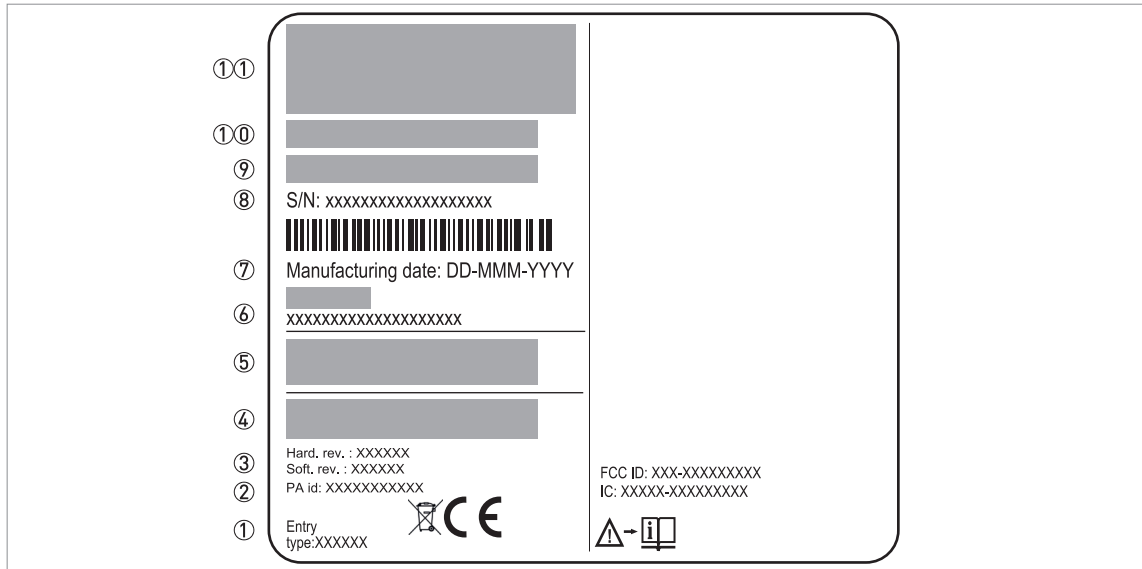 ⑪
⑩
⑨
⑧ S/N: xxxxxxxxxxxxxxxxxxx
⑦ Manufacturing date: DD-MMM-YYYY
⑥ xxxxxxxxxxxxxxxxxxxx
⑤
④
③ Hard. rev. : XXXXXX
Soft. rev. : XXXXXX
② PA id: XXXXXXXXXXX
① Entry
type:XXXXXX
CE
FCC ID: XXX-XXXXXXXXX
IC: XXXXX-XXXXXXXXX